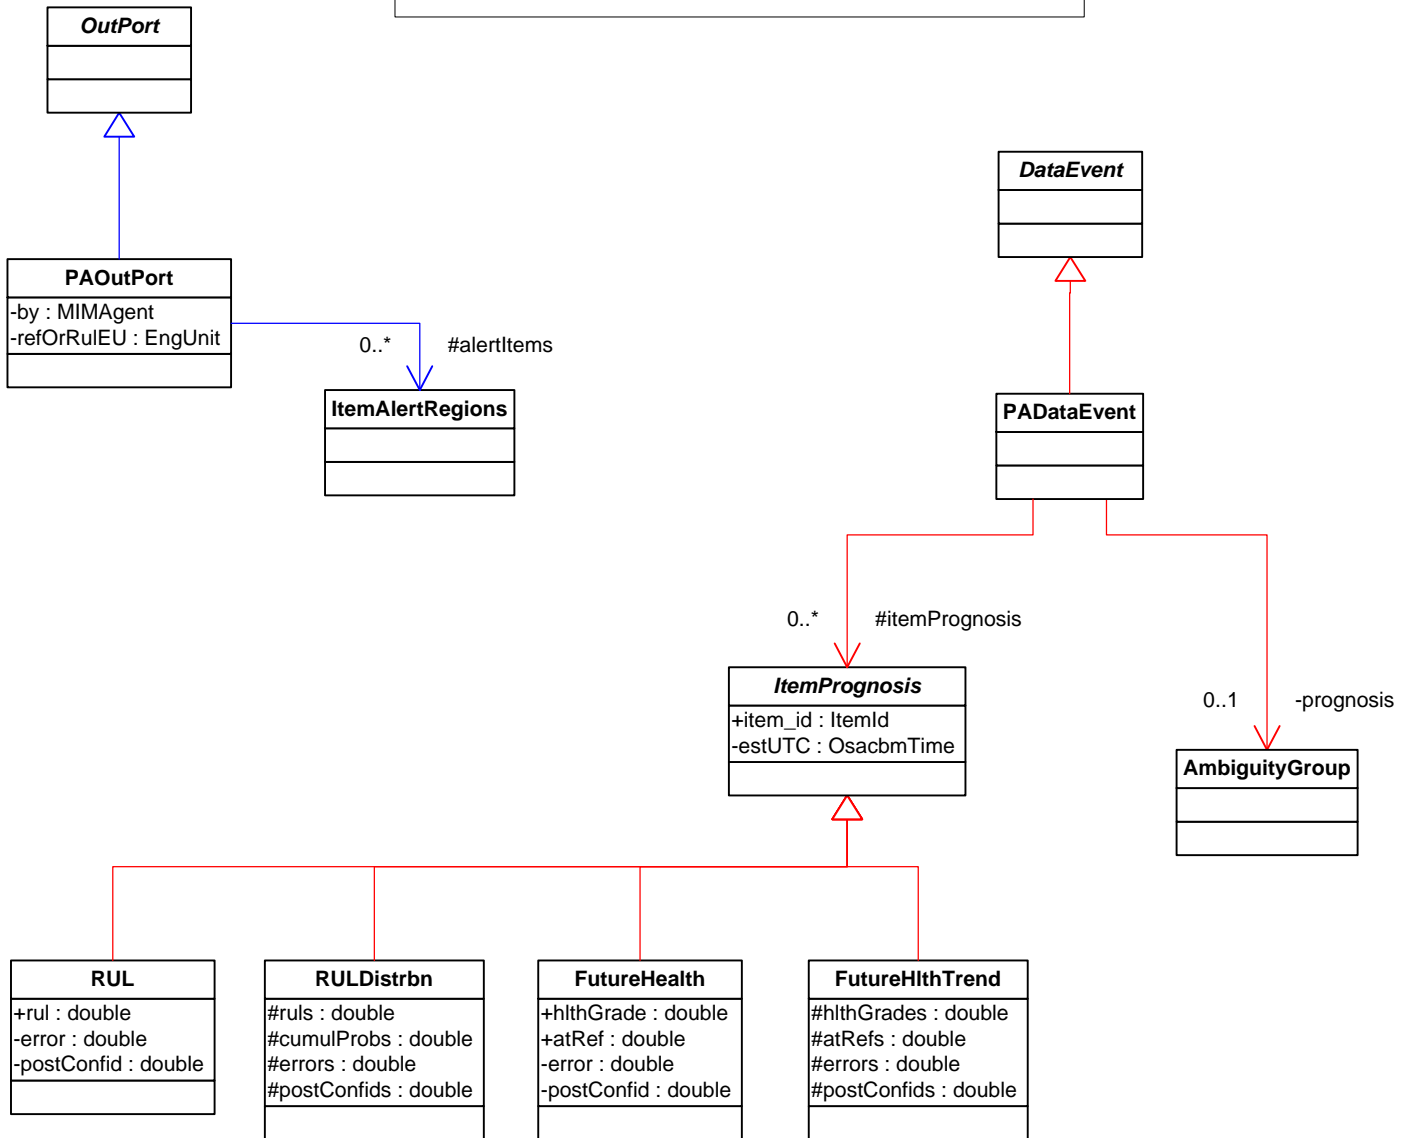 OutPort
DataEvent
PAOutPort
-by : MIMAgent
-refOrRulEU : EngUnit
0..*
#alertItems
ItemAlertRegions
PADataEvent
0..*
#itemPrognosis
ItemPrognosis
+item_id : ItemId
-estUTC : OsacbmTime
0..1
-prognosis
AmbiguityGroup
RUL
+rul : double
-error : double
-postConfid : double
RULDistrbn
#ruls : double
#cumulProbs : double
#errors : double
#postConfids : double
FutureHealth
+hlthGrade : double
+atRef : double
-error : double
-postConfid : double
FutureHlthTrend
#hlthGrades : double
#atRefs : double
#errors : double
#postConfids : double